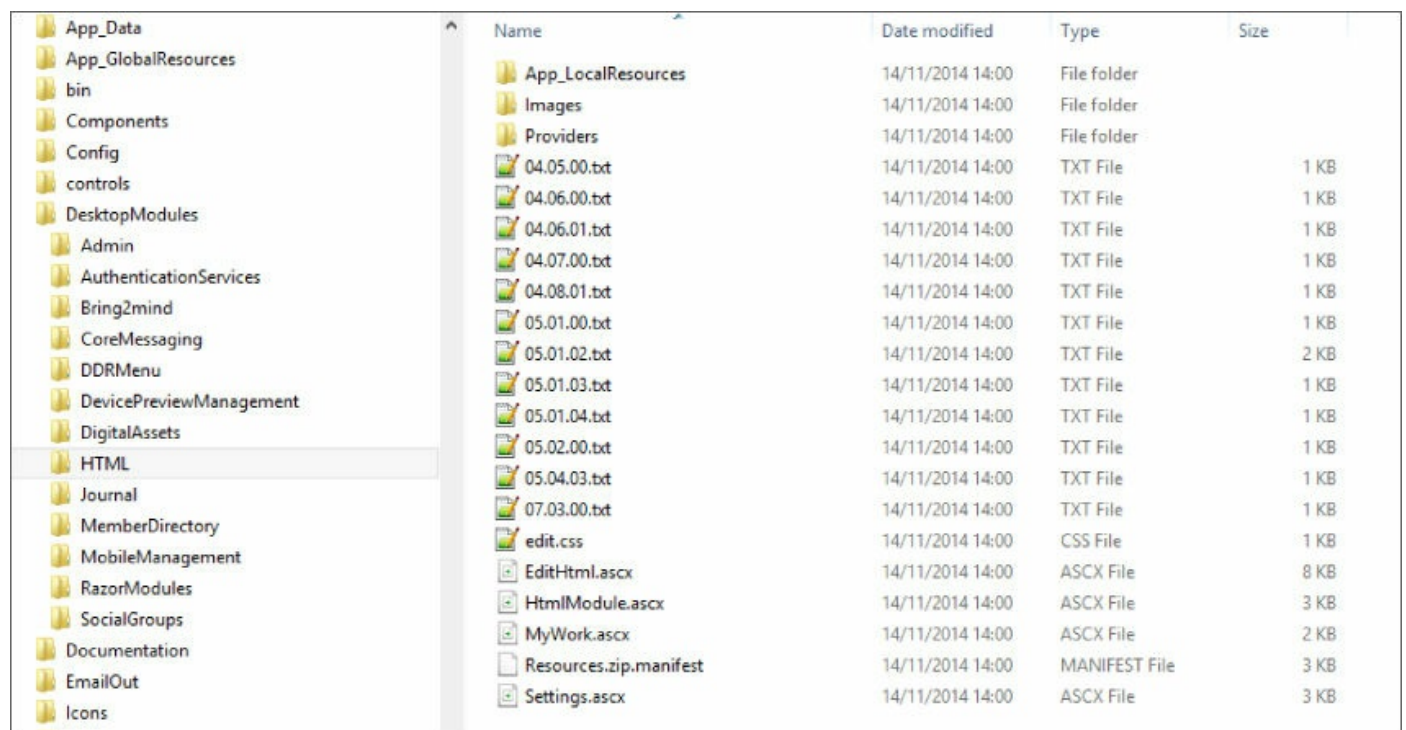 App_Data
App_GlobalResources
bin
Components
Config
controls
DesktopModules
Admin
AuthenticationServices
Bring2mind
CoreMessaging
DDRMenu
DevicePreviewManagement
DigitalAssets
HTML
Journal
MemberDirectory
MobileManagement
RazorModules
SocialGroups
Documentation
EmailOut
Icons
Name Date modified Type Size
App_LocalResources 14/11/2014 14:00 File folder
Images 14/11/2014 14:00 File folder
Providers 14/11/2014 14:00 File folder
04.05.00.txt 14/11/2014 14:00 TXT File 1 KB
04.06.00.txt 14/11/2014 14:00 TXT File 1 KB
04.06.01.txt 14/11/2014 14:00 TXT File 1 KB
04.07.00.txt 14/11/2014 14:00 TXT File 1 KB
04.08.01.txt 14/11/2014 14:00 TXT File 1 KB
05.01.00.txt 14/11/2014 14:00 TXT File 1 KB
05.01.02.txt 14/11/2014 14:00 TXT File 2 KB
05.01.03.txt 14/11/2014 14:00 TXT File 1 KB
05.01.04.txt 14/11/2014 14:00 TXT File 1 KB
05.02.00.txt 14/11/2014 14:00 TXT File 1 KB
05.04.03.txt 14/11/2014 14:00 TXT File 1 KB
07.03.00.txt 14/11/2014 14:00 TXT File 1 KB
edit.css 14/11/2014 14:00 CSS File 1 KB
EditHtml.ascx 14/11/2014 14:00 ASCX File 8 KB
HtmlModule.ascx 14/11/2014 14:00 ASCX File 3 KB
MyWork.ascx 14/11/2014 14:00 ASCX File 2 KB
Resources.zip.manifest 14/11/2014 14:00 MANIFEST File 3 KB
Settings.ascx 14/11/2014 14:00 ASCX File 3 KB